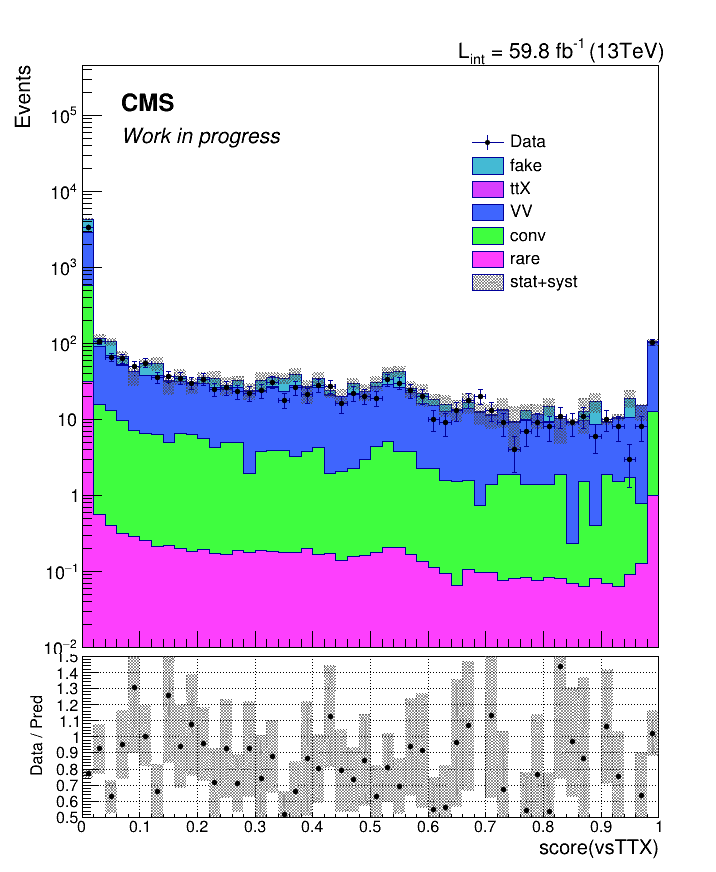 L_int = 59.8 fb^-1 (13TeV)
Events
CMS
Work in progress
Data
fake
ttX
VV
conv
rare
stat+syst
10^5
10^4
10^3
10^2
10
1
10^-1
10^-2
Data / Pred
1.5
1.4
1.3
1.2
1.1
1
0.9
0.8
0.7
0.6
0.5
0 0.1 0.2 0.3 0.4 0.5 0.6 0.7 0.8 0.9 1
score(vsTTX)